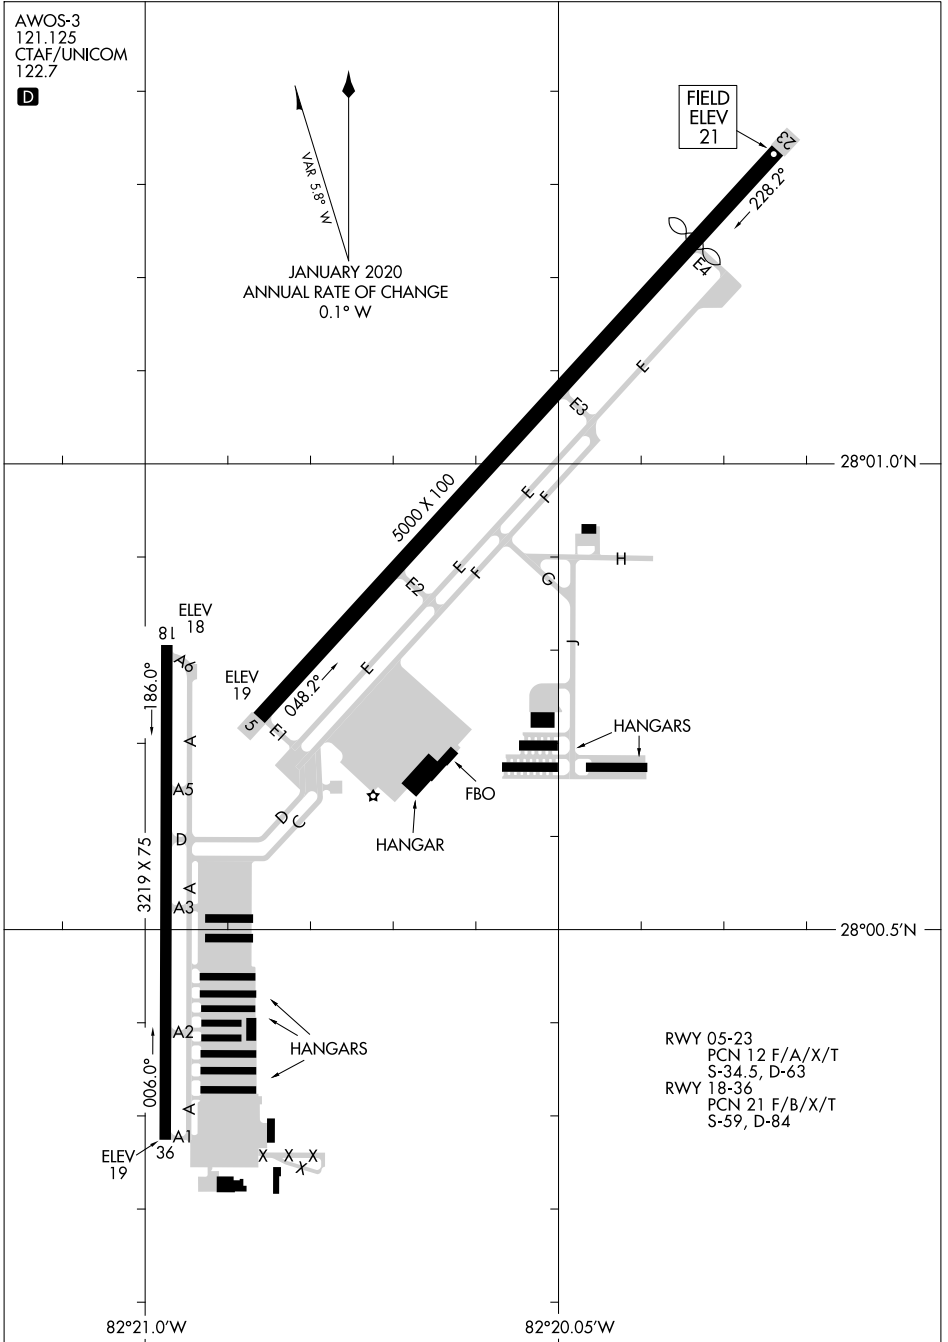 AWOS-3
121.125
CTAF/UNICOM
122.7
D
VAR 5.8° W
JANUARY 2020
ANNUAL RATE OF CHANGE
0.1° W
FIELD
ELEV
21
23
228.2°
E4
E
E3
28°01.0'N
5000 X 100
E
F
H
G
E
F
E2
J
ELEV
18
18
A6
186.0°
ELEV
19
048.2°
E
5
E1
A
HANGARS
A5
FBO
D
C
HANGAR
D
3219 X 75
A
A3
28°00.5'N
A2
HANGARS
006.0°
RWY 05-23
PCN 12 F/A/X/T
S-34.5, D-63
RWY 18-36
PCN 21 F/B/X/T
S-59, D-84
A
A1
ELEV
19
36
X X X
X
82°21.0'W
82°20.05'W